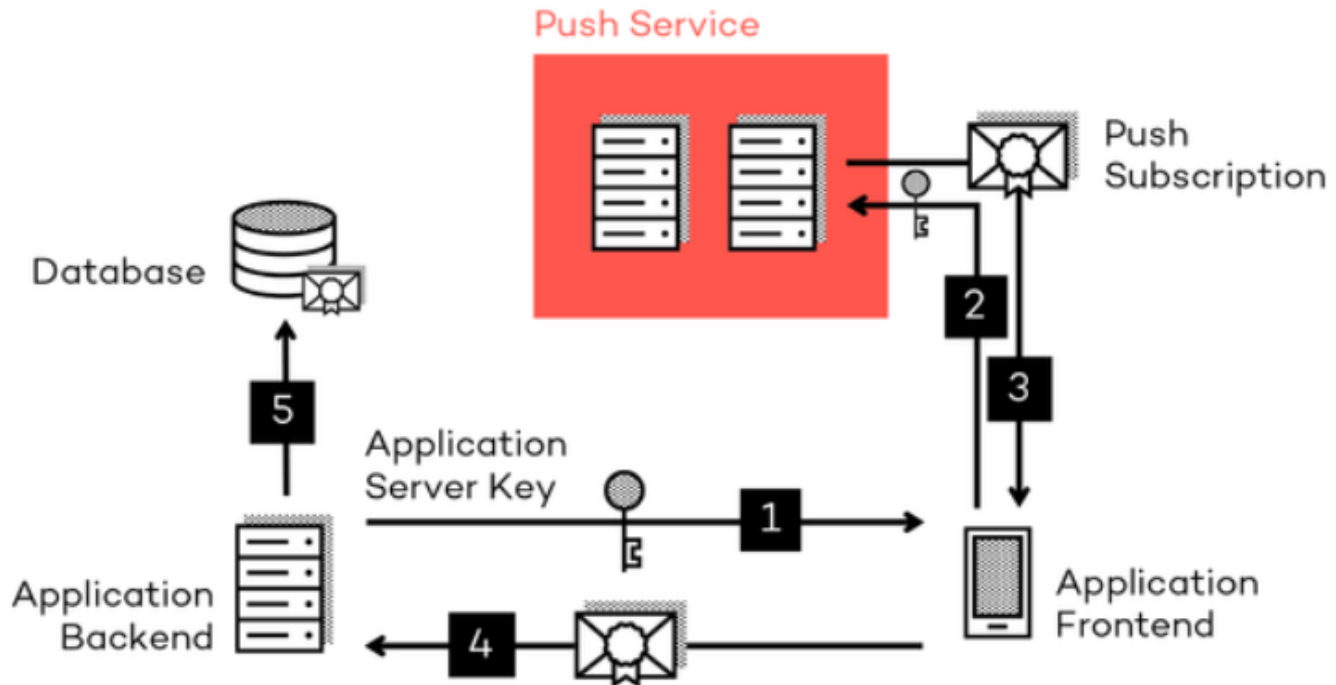 Push Service
Push
Subscription
Database
2
3
5
Application
Server Key
1
Application
Backend
Application
Frontend
4